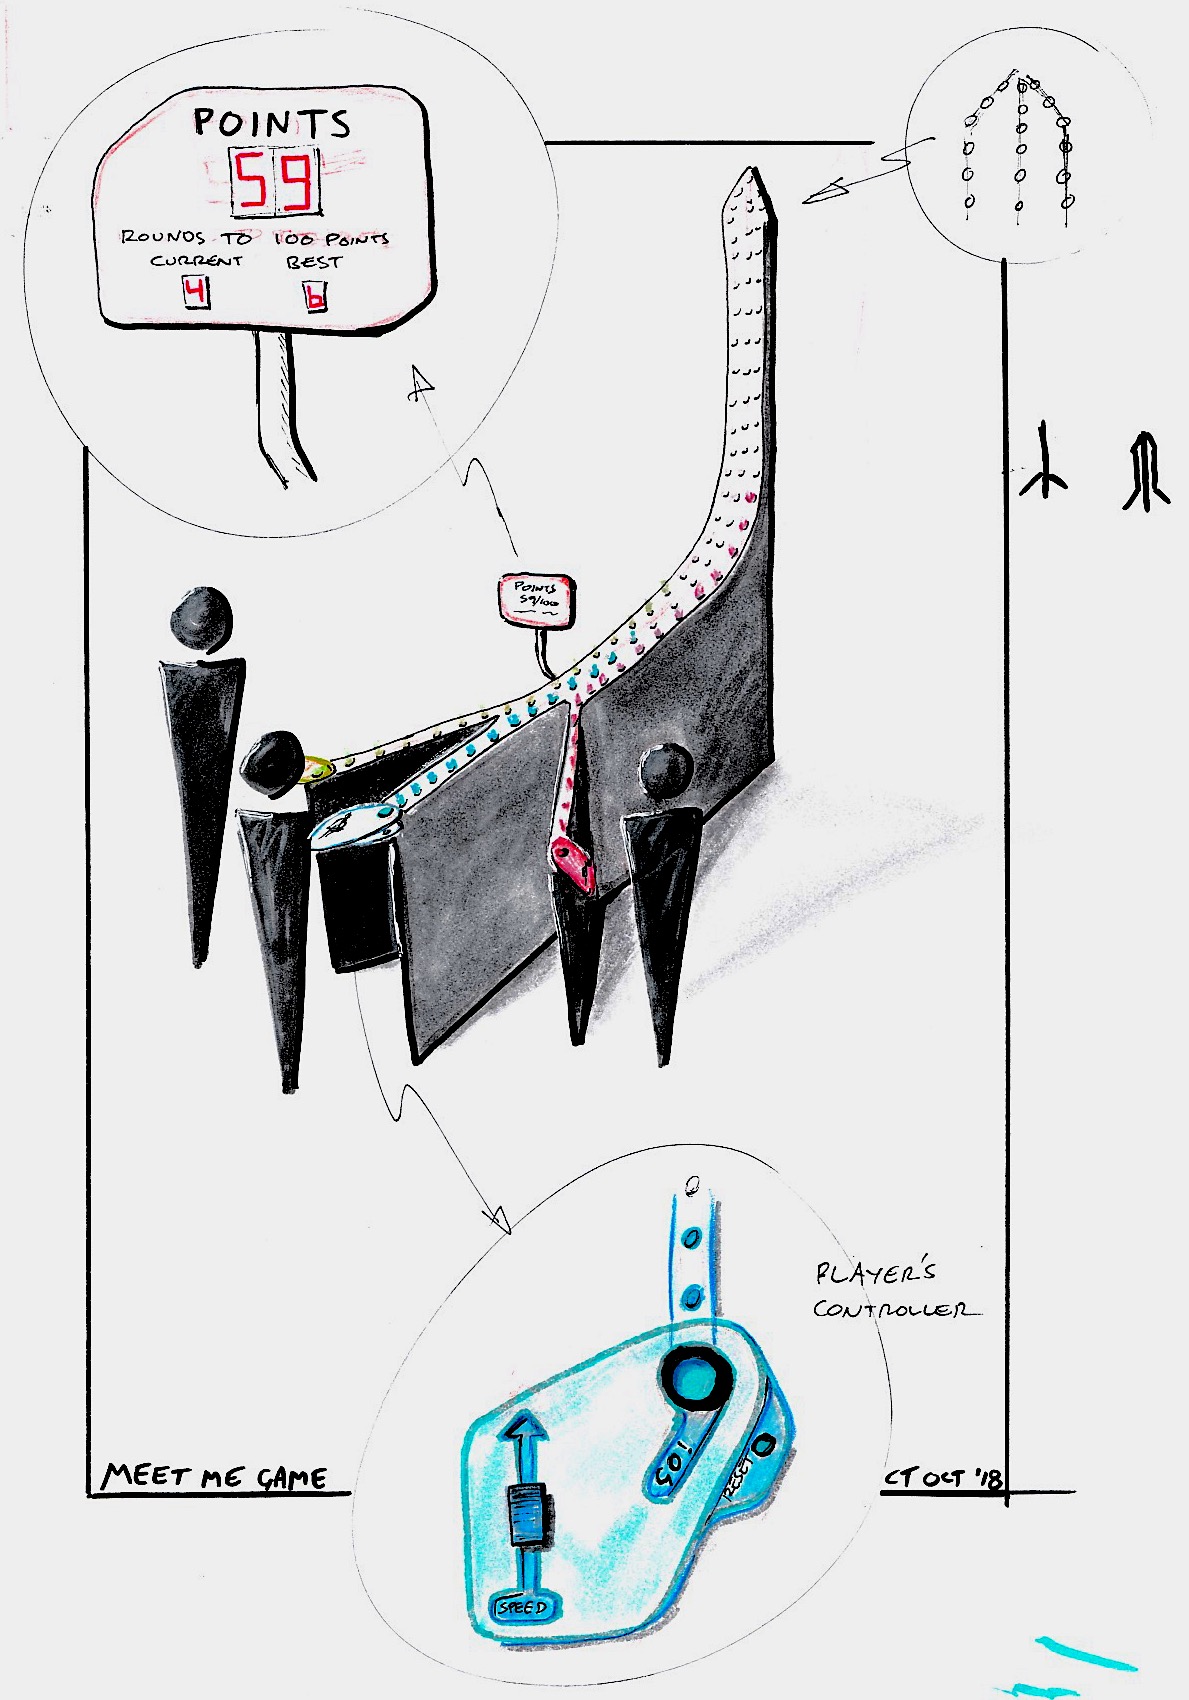 POINTS
59
ROUNDS TO 100 POINTS
CURRENT BEST
4 6
POINTS
59/100
PLAYER'S
CONTROLLER
GO!
RESET
SPEED
MEET ME GAME
CT OCT '18